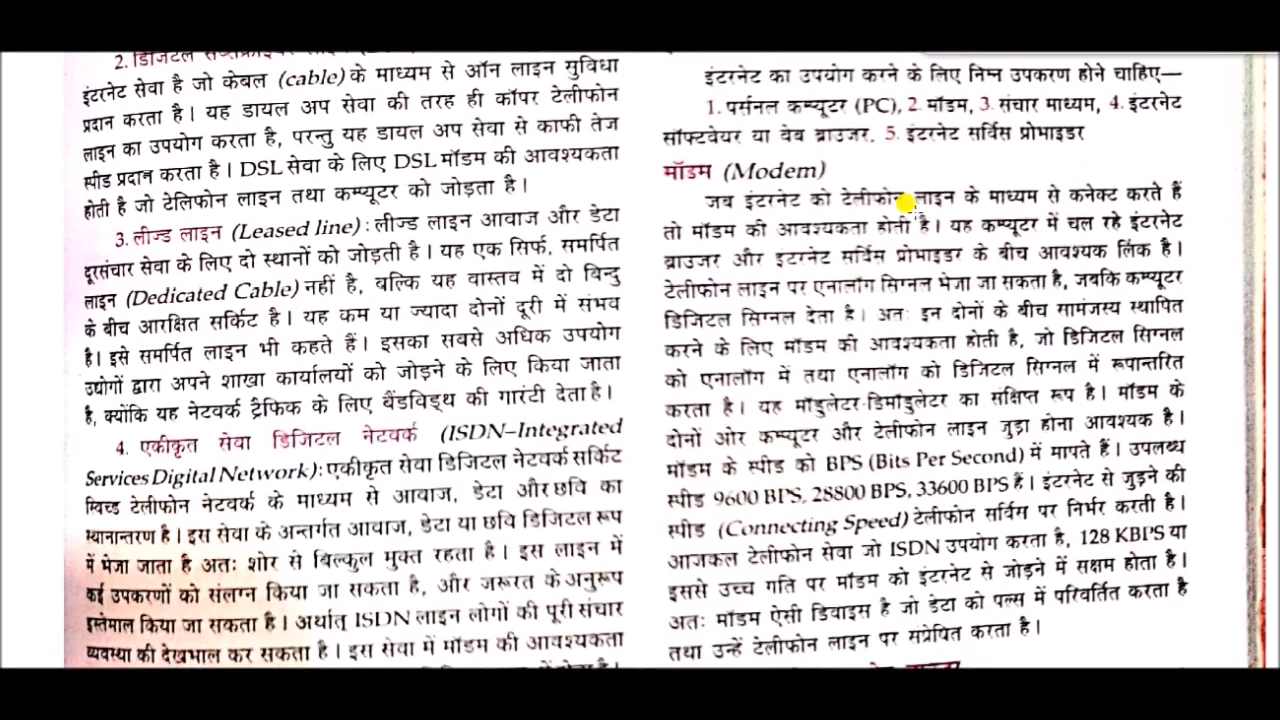 2. डिजिटल
इंटरनेट सेवा है जो केबल (cable) के माध्यम से ऑन लाइन सुविधा
प्रदान करता है। यह डायल अप सेवा की तरह ही कॉपर टेलीफोन
लाइन का उपयोग करता है, परन्तु यह डायल अप सेवा से काफी तेज
स्पीड प्रदान करता है। DSL सेवा के लिए DSL मॉडम की आवश्यकता
होती है जो टेलिफोन लाइन तथा कम्प्यूटर को जोड़ता है।
3. लीज्ड लाइन (Leased line) : लीज्ड लाइन आवाज और डेटा
दूरसंचार सेवा के लिए दो स्थानों को जोड़ती है। यह एक सिर्फ, समर्पित
लाइन (Dedicated Cable) नहीं है, बल्कि यह वास्तव में दो बिन्दु
के बीच आरक्षित सर्किट है। यह कम या ज्यादा दोनों दूरी में संभव
है। इसे समर्पित लाइन भी कहते हैं। इसका सबसे अधिक उपयोग
उद्योगों द्वारा अपने शाखा कार्यालयों को जोड़ने के लिए किया जाता
है, क्योंकि यह नेटवर्क ट्रैफिक के लिए बैंडविड्थ की गारंटी देता है।
4. एकीकृत सेवा डिजिटल नेटवर्क (ISDN–Integrated
Services Digital Network): एकीकृत सेवा डिजिटल नेटवर्क सर्किट
स्विच्ड टेलीफोन नेटवर्क के माध्यम से आवाज, डेटा और छवि का
स्थानान्तरण है। इस सेवा के अन्तर्गत आवाज, डेटा या छवि डिजिटल रूप
में भेजा जाता है अतः शोर से बिल्कुल मुक्त रहता है। इस लाइन में
कई उपकरणों को संलग्न किया जा सकता है, और जरूरत के अनुरूप
इस्तेमाल किया जा सकता है। अर्थात् ISDN लाइन लोगों की पूरी संचार
व्यवस्था की देखभाल कर सकता है। इस सेवा में मॉडम की आवश्यकता
इंटरनेट का उपयोग करने के लिए निम्न उपकरण होने चाहिए—
1. पर्सनल कम्प्यूटर (PC), 2. मॉडम, 3. संचार माध्यम, 4. इंटरनेट
सॉफ्टवेयर या वेब ब्राउजर. 5. इंटरनेट सर्विस प्रोभाइडर
मॉडम (Modem)
जब इंटरनेट को टेलीफोन लाइन के माध्यम से कनेक्ट करते हैं
तो मॉडम की आवश्यकता होती है। यह कम्प्यूटर में चल रहे इंटरनेट
ब्राउजर और इंटरनेट सर्विस प्रोभाइडर के बीच आवश्यक लिंक है।
टेलीफोन लाइन पर एनालॉग सिग्नल भेजा जा सकता है, जबकि कम्प्यूटर
डिजिटल सिग्नल देता है। अतः इन दोनों के बीच सामंजस्य स्थापित
करने के लिए मॉडम की आवश्यकता होती है, जो डिजिटल सिग्नल
को एनालॉग में तथा एनालॉग को डिजिटल सिग्नल में रूपान्तरित
करता है। यह मॉडुलेटर-डिमॉडुलेटर का संक्षिप्त रूप है। मॉडम के
दोनों ओर कम्प्यूटर और टेलीफोन लाइन जुड़ा होना आवश्यक है।
मॉडम के स्पीड को BPS (Bits Per Second) में मापते हैं। उपलब्ध
स्पीड 9600 BPS, 28800 BPS, 33600 BPS हैं। इंटरनेट से जुड़ने की
स्पीड (Connecting Speed) टेलीफोन सर्विस पर निर्भर करती है।
आजकल टेलीफोन सेवा जो ISDN उपयोग करता है, 128 KBPS या
इससे उच्च गति पर मॉडम को इंटरनेट से जोड़ने में सक्षम होता है।
अतः मॉडम ऐसी डिवाइस है जो डेटा को पल्स में परिवर्तित करता है
तथा उन्हें टेलीफोन लाइन पर संप्रेषित करता है।